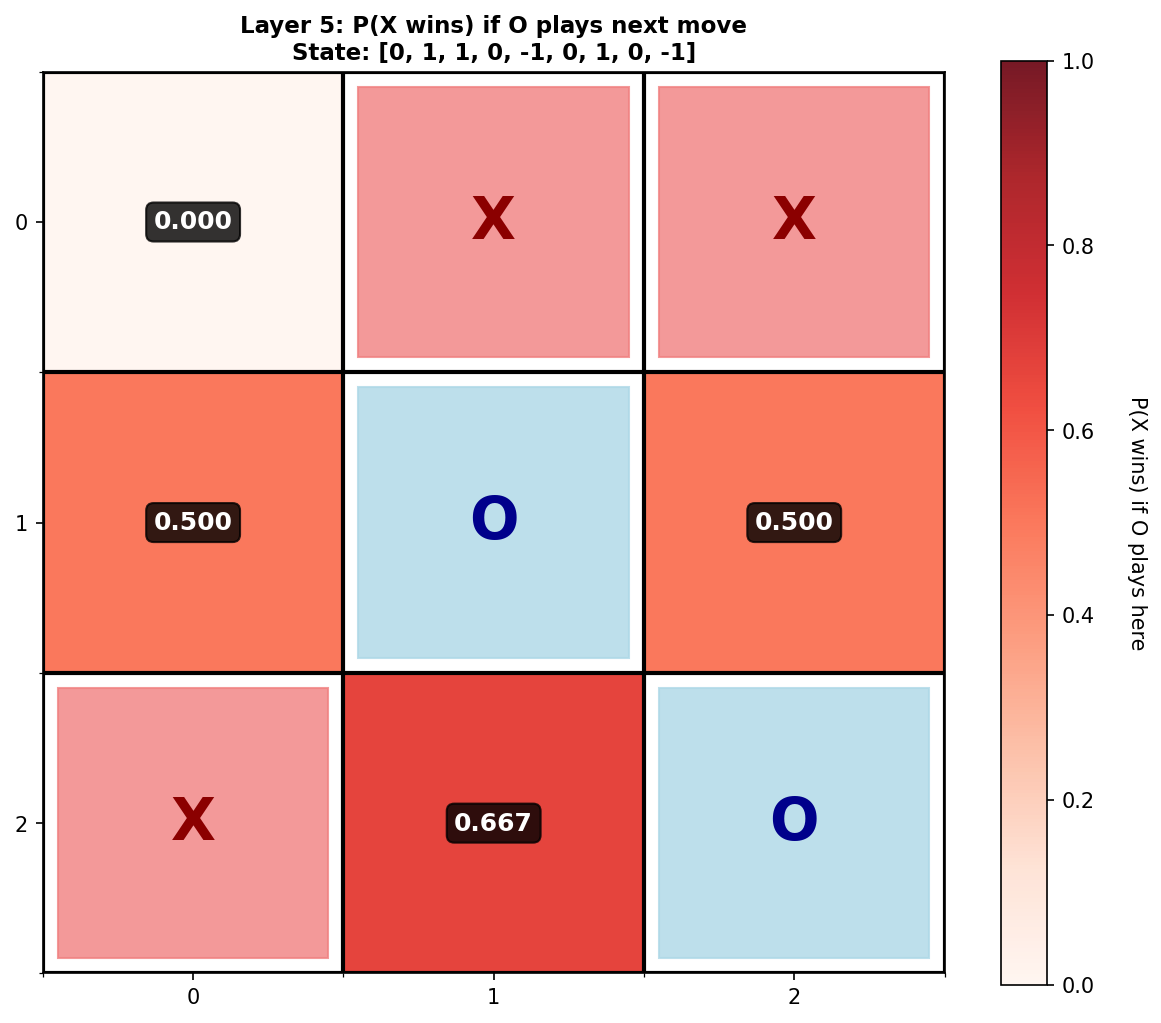 Layer 5: P(X wins) if O plays next move
State: [0, 1, 1, 0, -1, 0, 1, 0, -1]
0.000
X
X
0.500
O
0.500
X
0.667
O
0
1
2
0
1
2
1.0
0.8
0.6
0.4
0.2
0.0
P(X wins) if O plays here